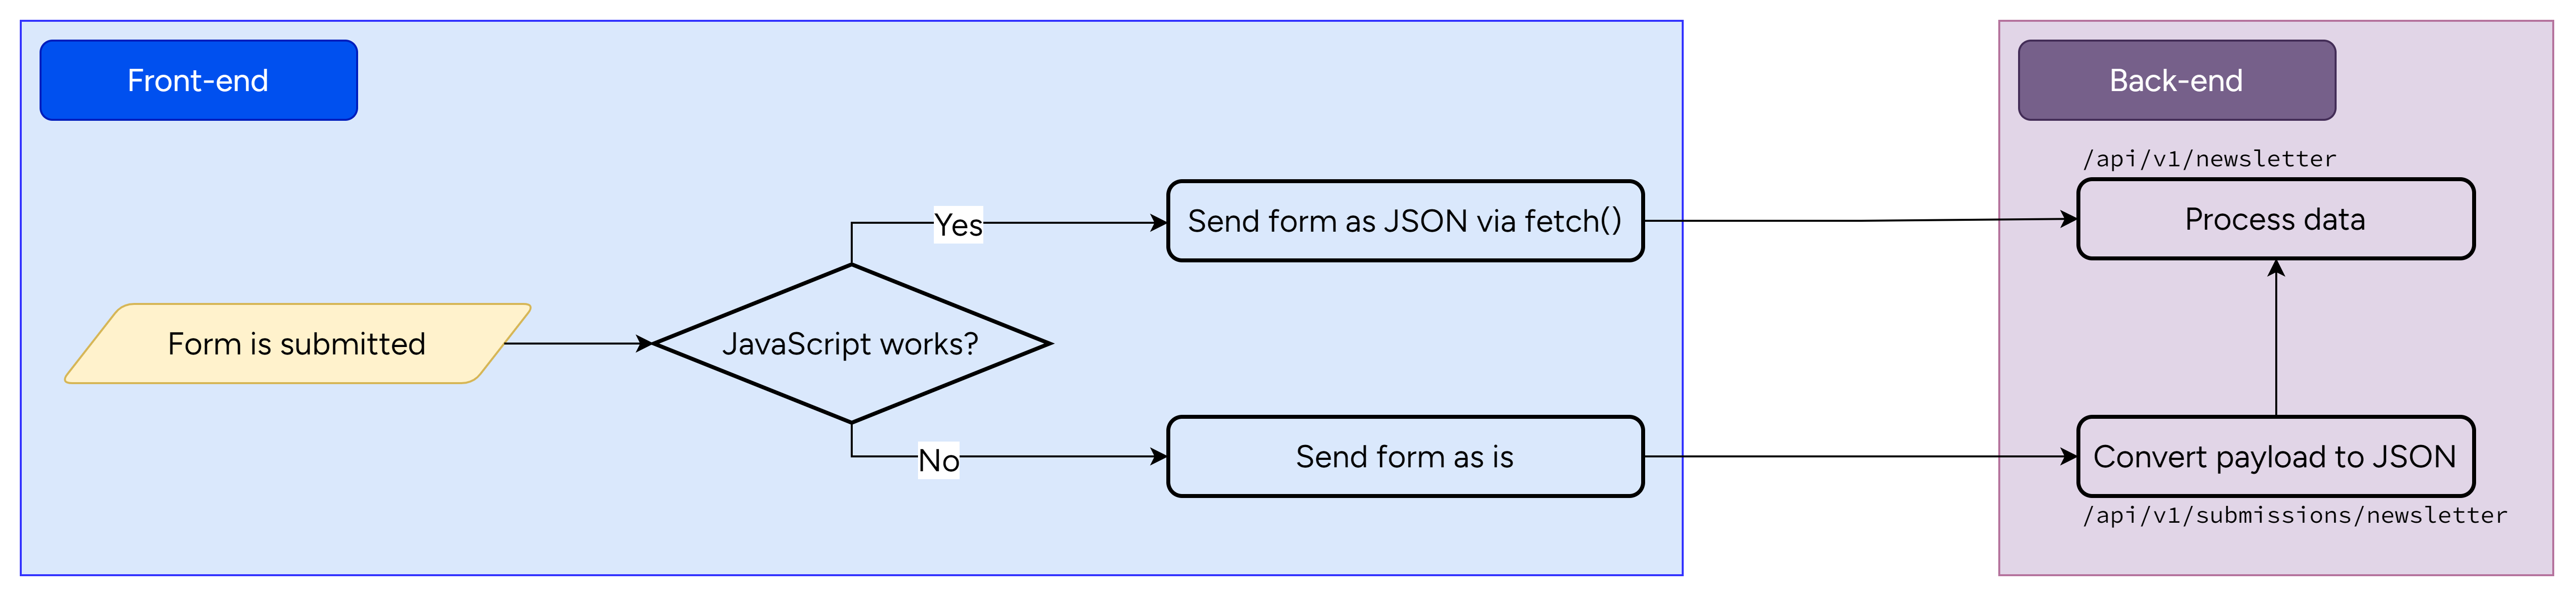 Front-end
Back-end
/api/v1/newsletter
Yes
Send form as JSON via fetch()
Process data
Form is submitted
JavaScript works?
No
Send form as is
Convert payload to JSON
/api/v1/submissions/newsletter